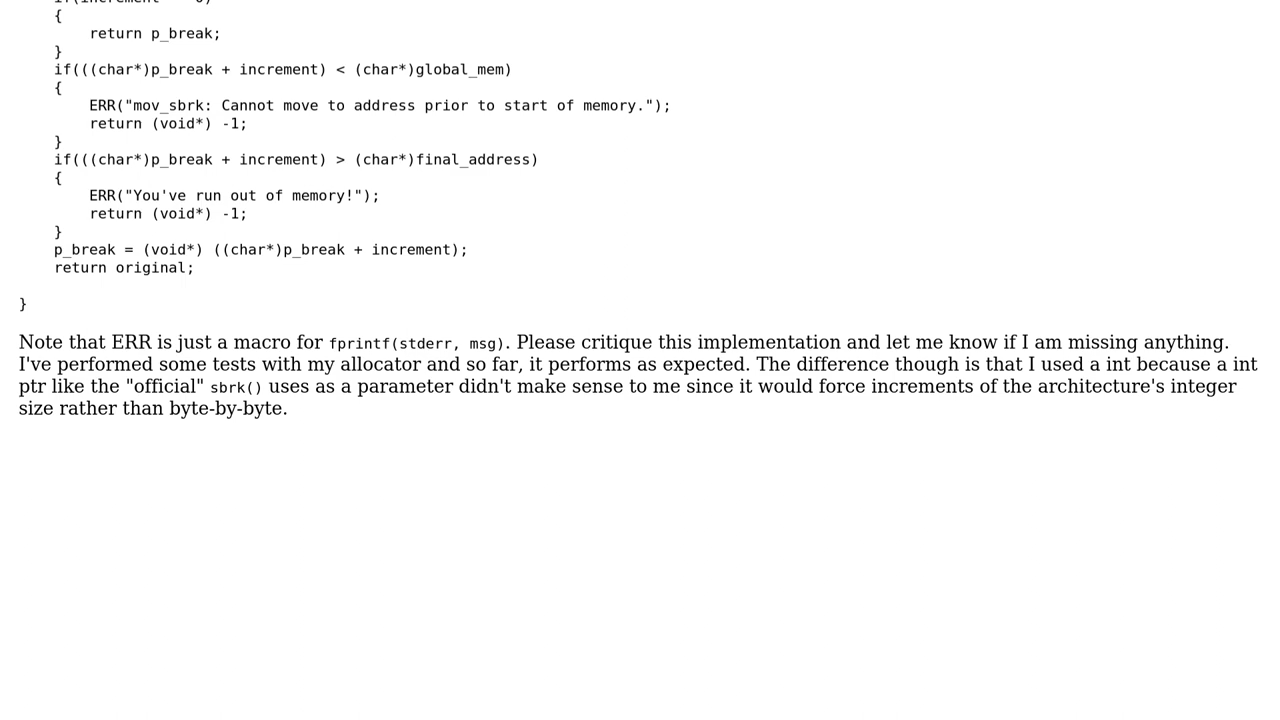 {
return p_break;
}
if(((char*)p_break + increment) < (char*)global_mem)
{
ERR("mov_sbrk: Cannot move to address prior to start of memory.");
return (void*) -1;
}
if(((char*)p_break + increment) > (char*)final_address)
{
ERR("You've run out of memory!");
return (void*) -1;
}
p_break = (void*) ((char*)p_break + increment);
return original;
}
Note that ERR is just a macro for fprintf(stderr, msg). Please critique this implementation and let me know if I am missing anything.
I've performed some tests with my allocator and so far, it performs as expected. The difference though is that I used a int because a int
ptr like the "official" sbrk() uses as a parameter didn't make sense to me since it would force increments of the architecture's integer
size rather than byte-by-byte.